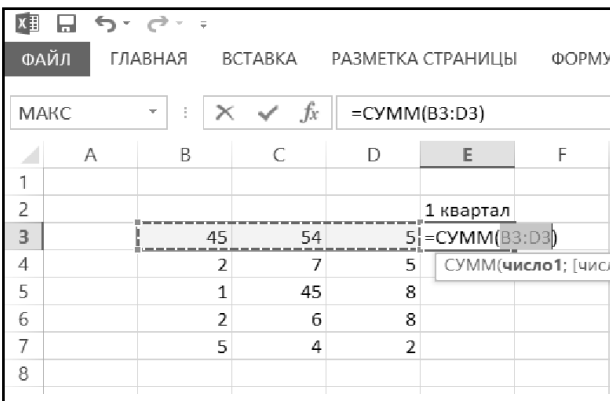 ФАЙЛ ГЛАВНАЯ ВСТАВКА РАЗМЕТКА СТРАНИЦЫ ФОРМУ
МАКС fx =СУММ(B3:D3)
A B C D E F
1
2 1 квартал
3 45 54 5 =СУММ(B3:D3)
4 2 7 5 СУММ(число1; [чис
5 1 45 8
6 2 6 8
7 5 4 2
8